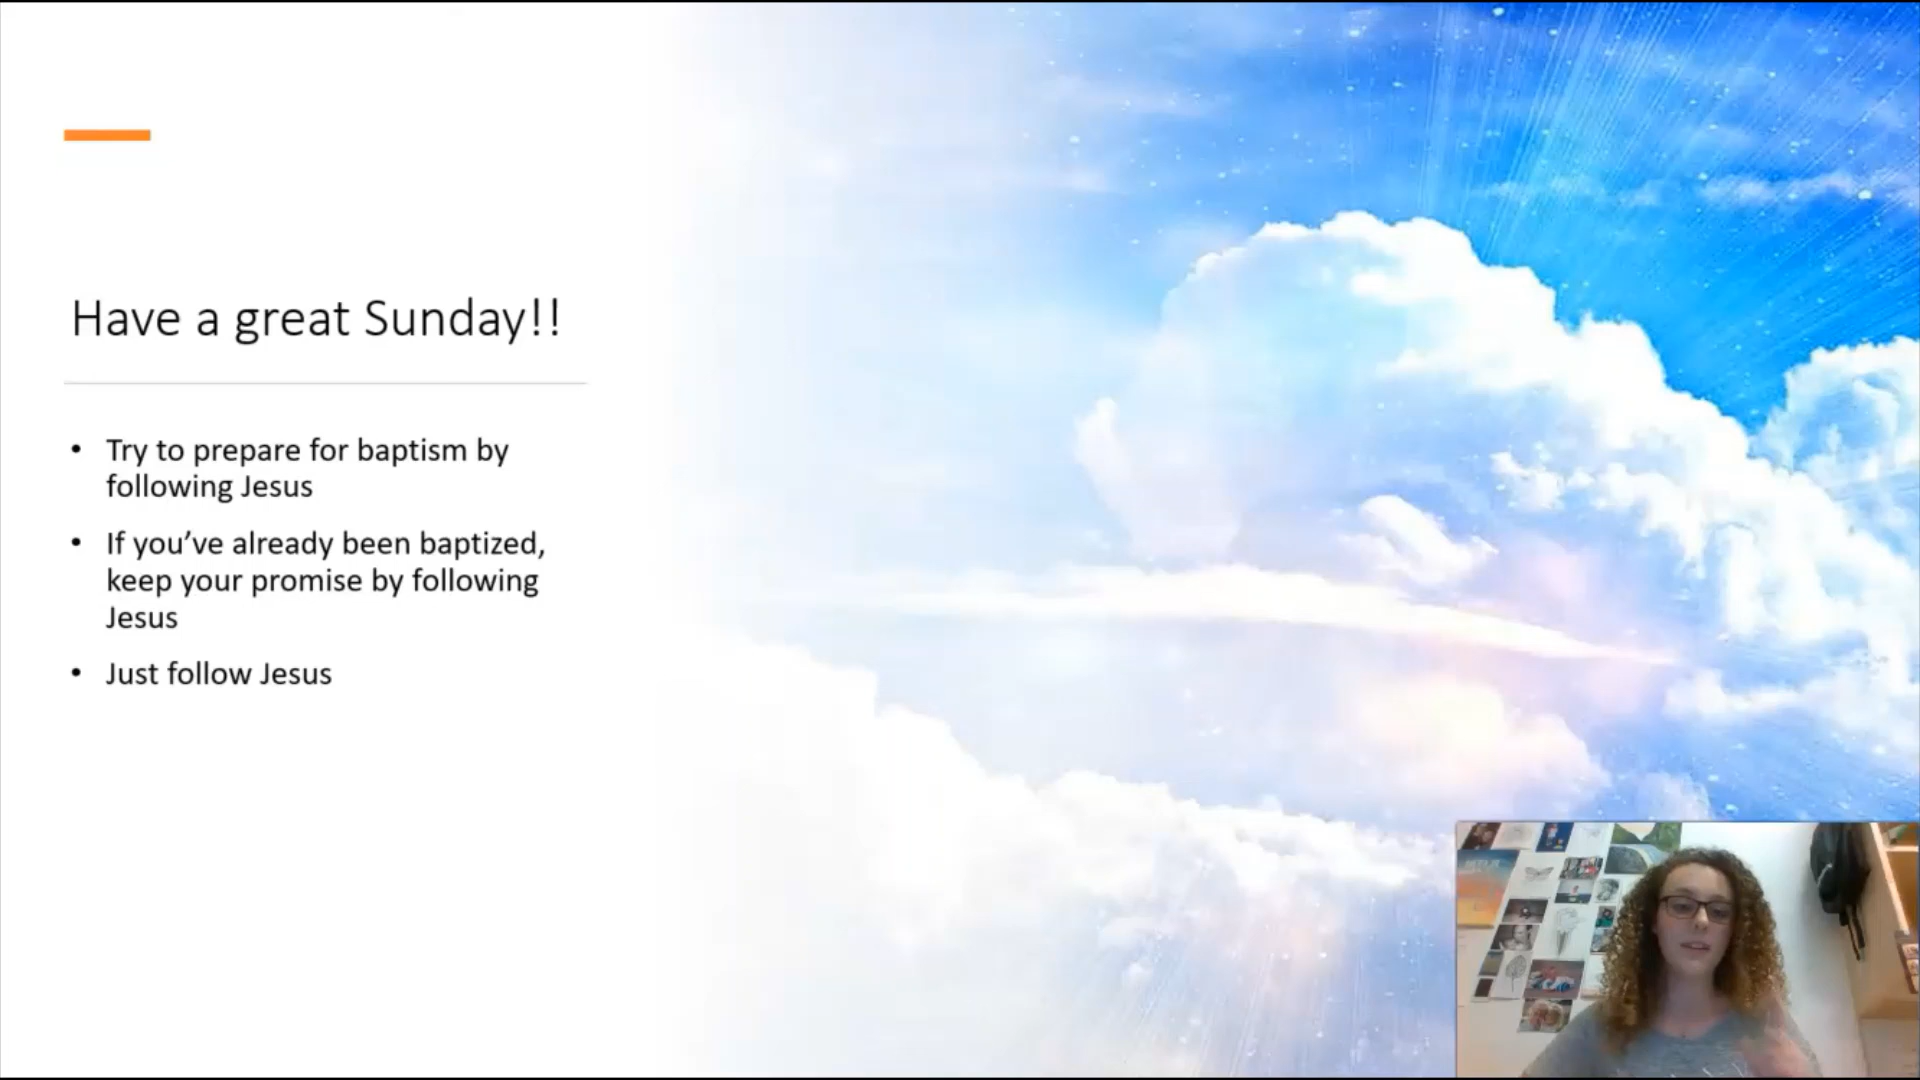 Have a great Sunday!!
• Try to prepare for baptism by
following Jesus
• If you’ve already been baptized,
keep your promise by following
Jesus
• Just follow Jesus